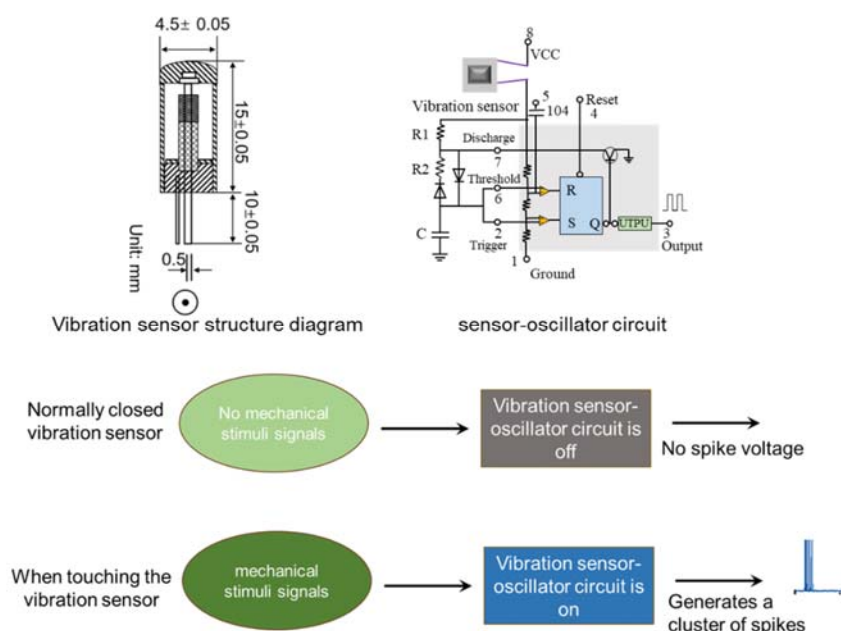 4.5± 0.05
15±0.05
10±0.05
Unit: mm
0.5
Vibration sensor structure diagram
8
VCC
Vibration sensor
5
104
Reset
4
R1
Discharge
7
R2
Threshold
6
R
S
Q
UTPU
3
Output
C
2
Trigger
1
Ground
sensor-oscillator circuit
Normally closed
vibration sensor
No mechanical
stimuli signals
Vibration sensor-
oscillator circuit is
off
No spike voltage
When touching the
vibration sensor
mechanical
stimuli signals
Vibration sensor-
oscillator circuit is
on
Generates a
cluster of spikes